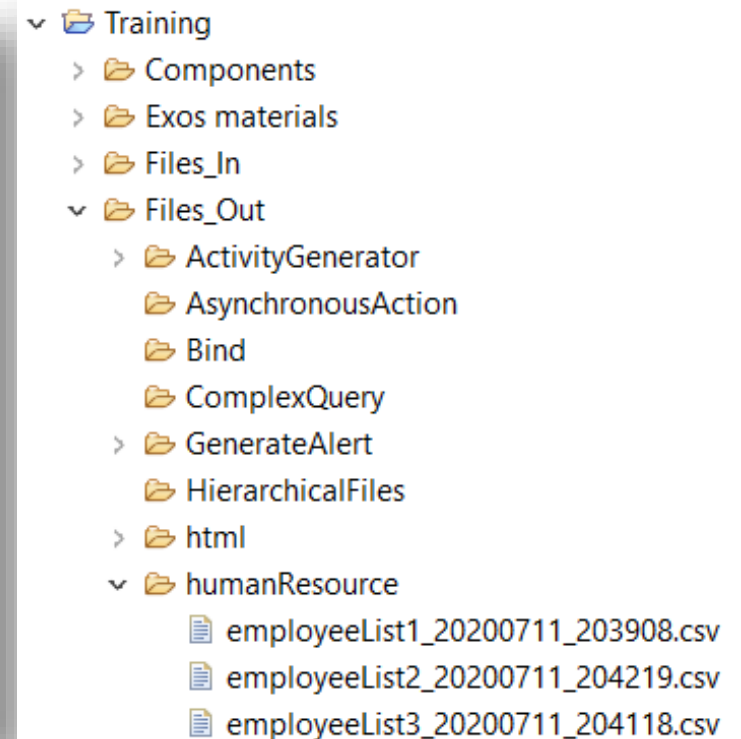 Training
Components
Exos materials
Files_In
Files_Out
ActivityGenerator
AsynchronousAction
Bind
ComplexQuery
GenerateAlert
HierarchicalFiles
html
humanResource
employeeList1_20200711_203908.csv
employeeList2_20200711_204219.csv
employeeList3_20200711_204118.csv